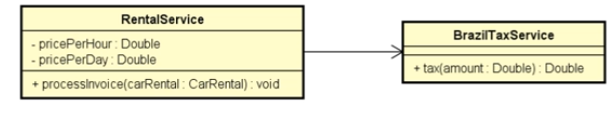 RentalService
- pricePerHour : Double
- pricePerDay : Double
+ processInvoice(carRental : CarRental) : void
BrazilTaxService
+ tax(amount : Double) : Double